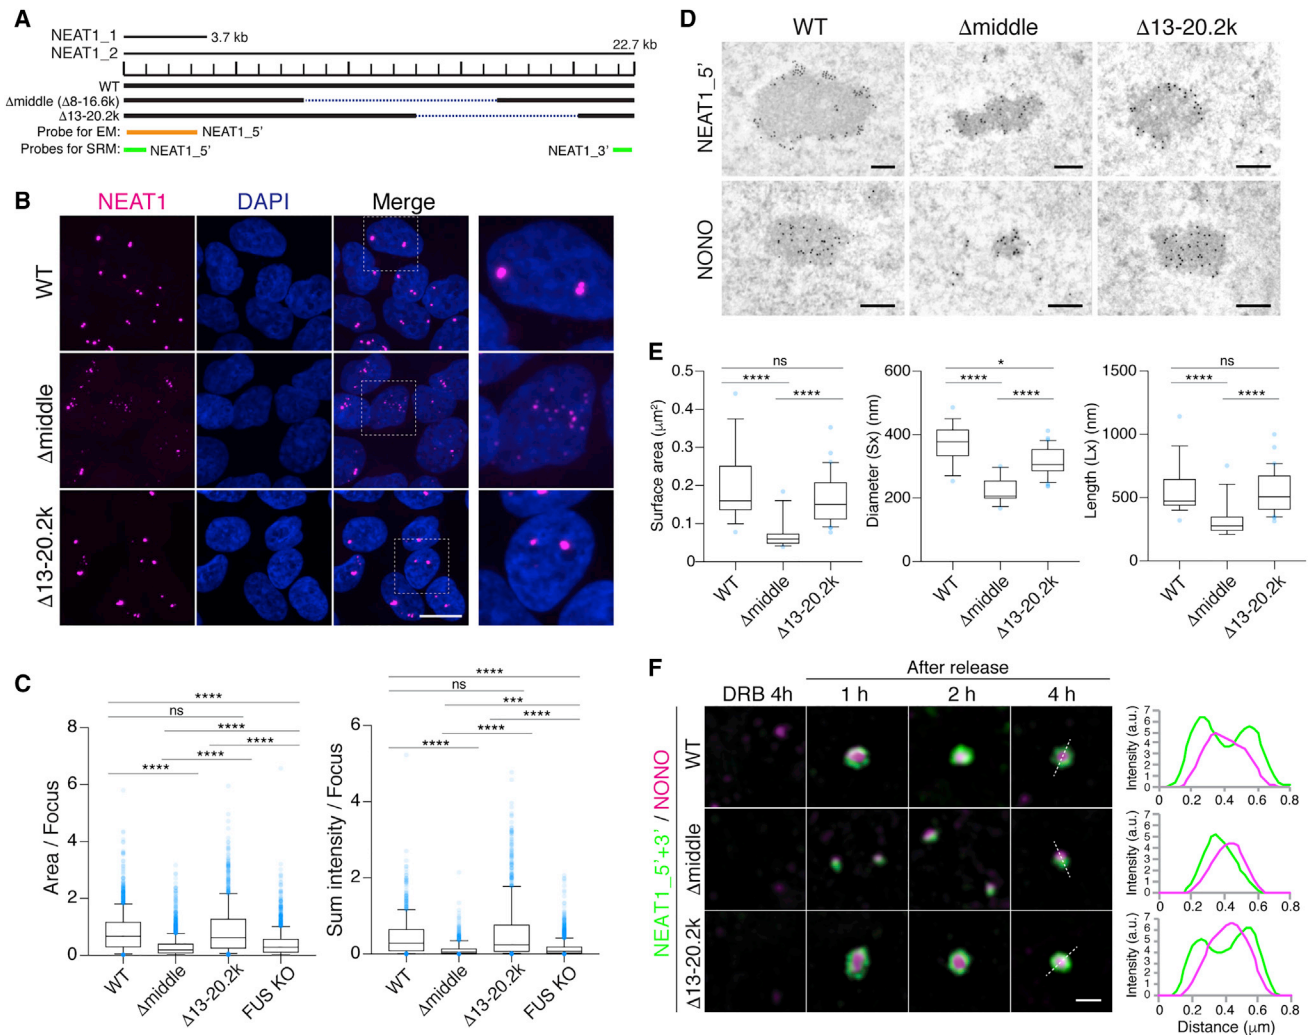 A
NEAT1_1
3.7 kb
NEAT1_2
22.7 kb
WT
Δmiddle (Δ8-16.6k)
Δ13-20.2k
Probe for EM:
NEAT1_5'
Probes for SRM:
NEAT1_5'
NEAT1_3'
B
NEAT1
DAPI
Merge
WT
Δmiddle
Δ13-20.2k
C
****
ns
****
****
****
****
8
6
4
2
0
Area / Focus
WT
Δmiddle
Δ13-20.2k
FUS KO
****
ns
***
****
****
****
6
4
2
0
Sum intensity / Focus
WT
Δmiddle
Δ13-20.2k
FUS KO
D
WT
Δmiddle
Δ13-20.2k
NEAT1_5'
NONO
E
ns
****
****
0.5
0.4
0.3
0.2
0.1
0
Surface area (μm²)
WT
Δmiddle
Δ13-20.2k
*
****
****
600
400
200
0
Diameter (Sx) (nm)
WT
Δmiddle
Δ13-20.2k
ns
****
****
1500
1000
500
0
Length (Lx) (nm)
WT
Δmiddle
Δ13-20.2k
F
After release
DRB 4h
1 h
2 h
4 h
NEAT1_5'+3' / NONO
WT
Δmiddle
Δ13-20.2k
Intensity (a.u.)
7
6
5
4
3
2
1
0
0 0.2 0.4 0.6 0.8
Intensity (a.u.)
7
6
5
4
3
2
1
0
0 0.2 0.4 0.6 0.8
Intensity (a.u.)
7
6
5
4
3
2
1
0
0 0.2 0.4 0.6 0.8
Distance (μm)